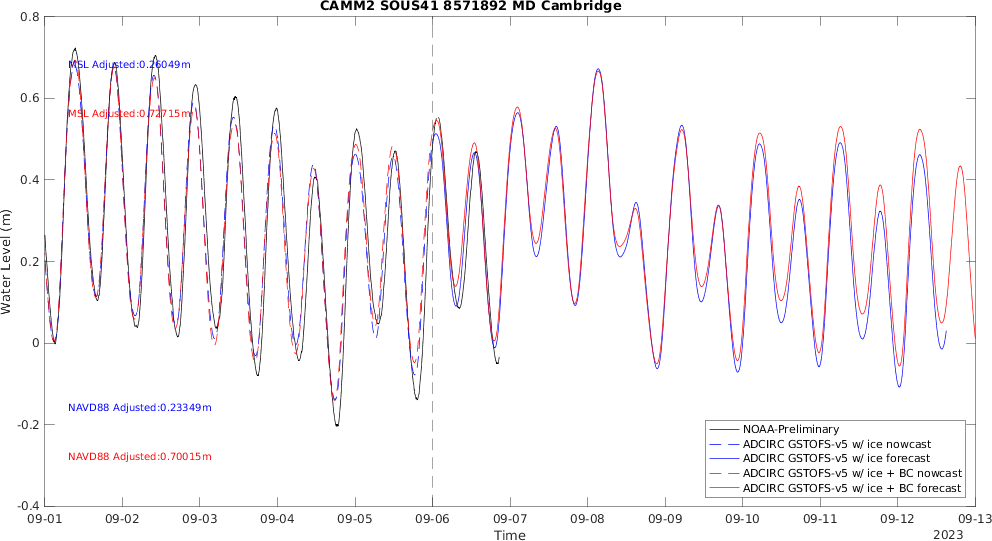 CAMM2 SOUS41 8571892 MD Cambridge
0.8
0.6
0.4
0.2
0
-0.2
-0.4
Water Level (m)
MSL Adjusted:0.26049m
MSL Adjusted:0.72715m
NAVD88 Adjusted:0.23349m
NAVD88 Adjusted:0.70015m
NOAA-Preliminary
ADCIRC GSTOFS-v5 w/ ice nowcast
ADCIRC GSTOFS-v5 w/ ice forecast
ADCIRC GSTOFS-v5 w/ ice + BC nowcast
ADCIRC GSTOFS-v5 w/ ice + BC forecast
09-01 09-02 09-03 09-04 09-05 09-06 09-07 09-08 09-09 09-10 09-11 09-12 09-13
Time
2023